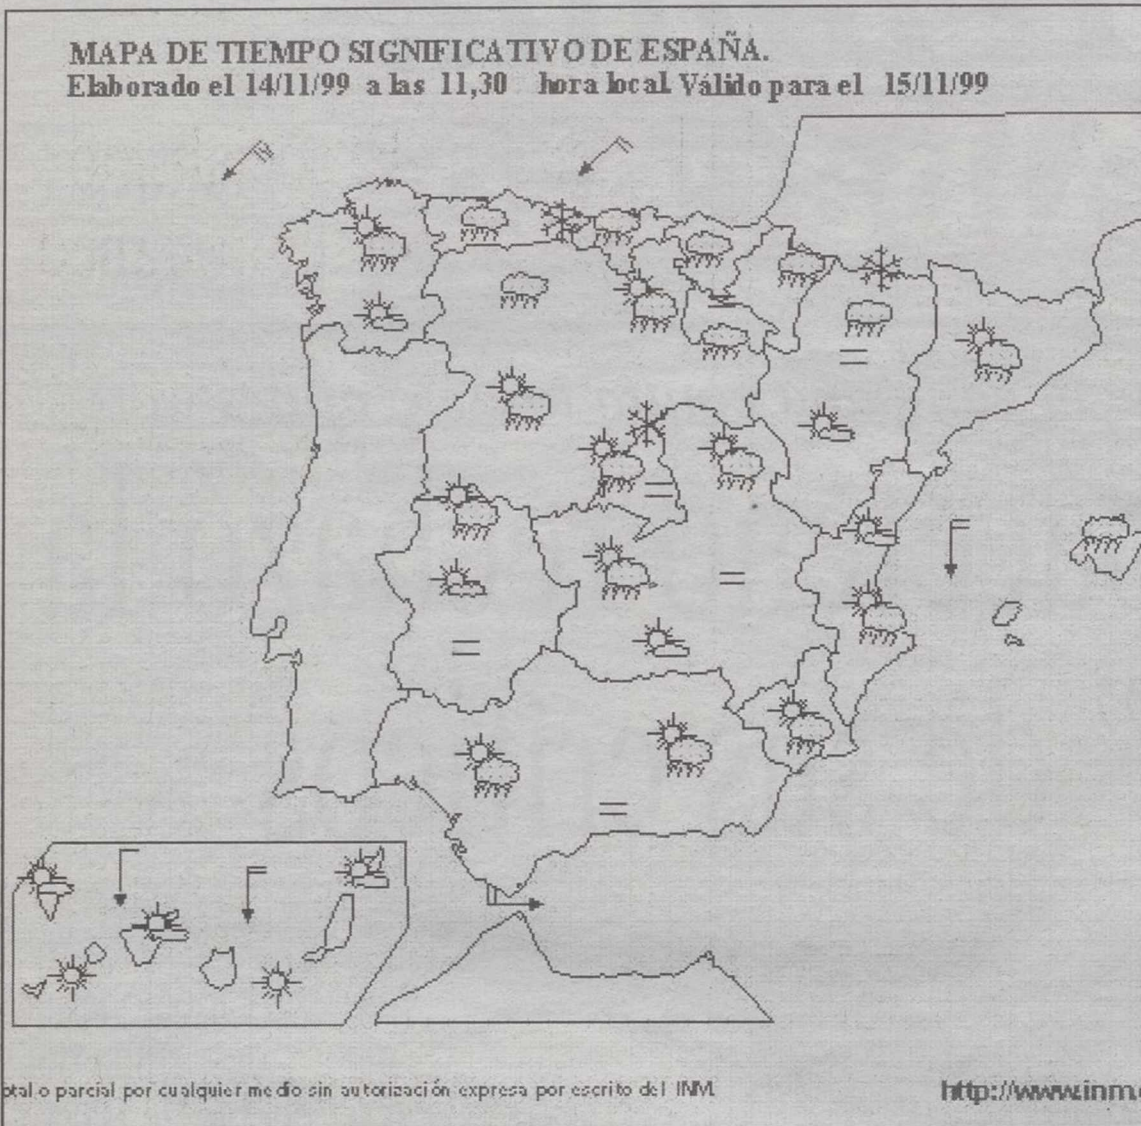 MAPA DE TIEMPO SIGNIFICATIVO DE ESPAÑA.
Elaborado el 14/11/99 a las 11,30 hora local. Válido para el 15/11/99
otal o parcial por cualquier medio sin autorización expresa por escrito del INM.
http://www.inm.